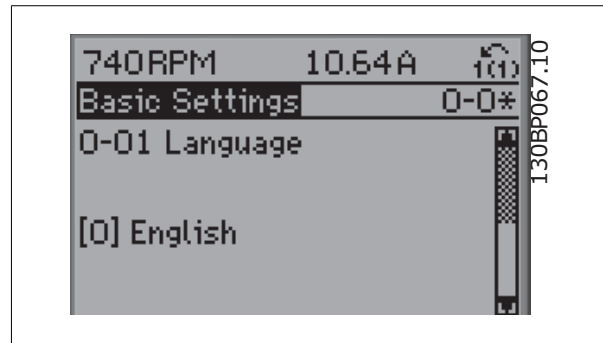 740RPM 10.64A 1(1)
Basic Settings 0-0*
0-01 Language
[0] English
130BP067.10